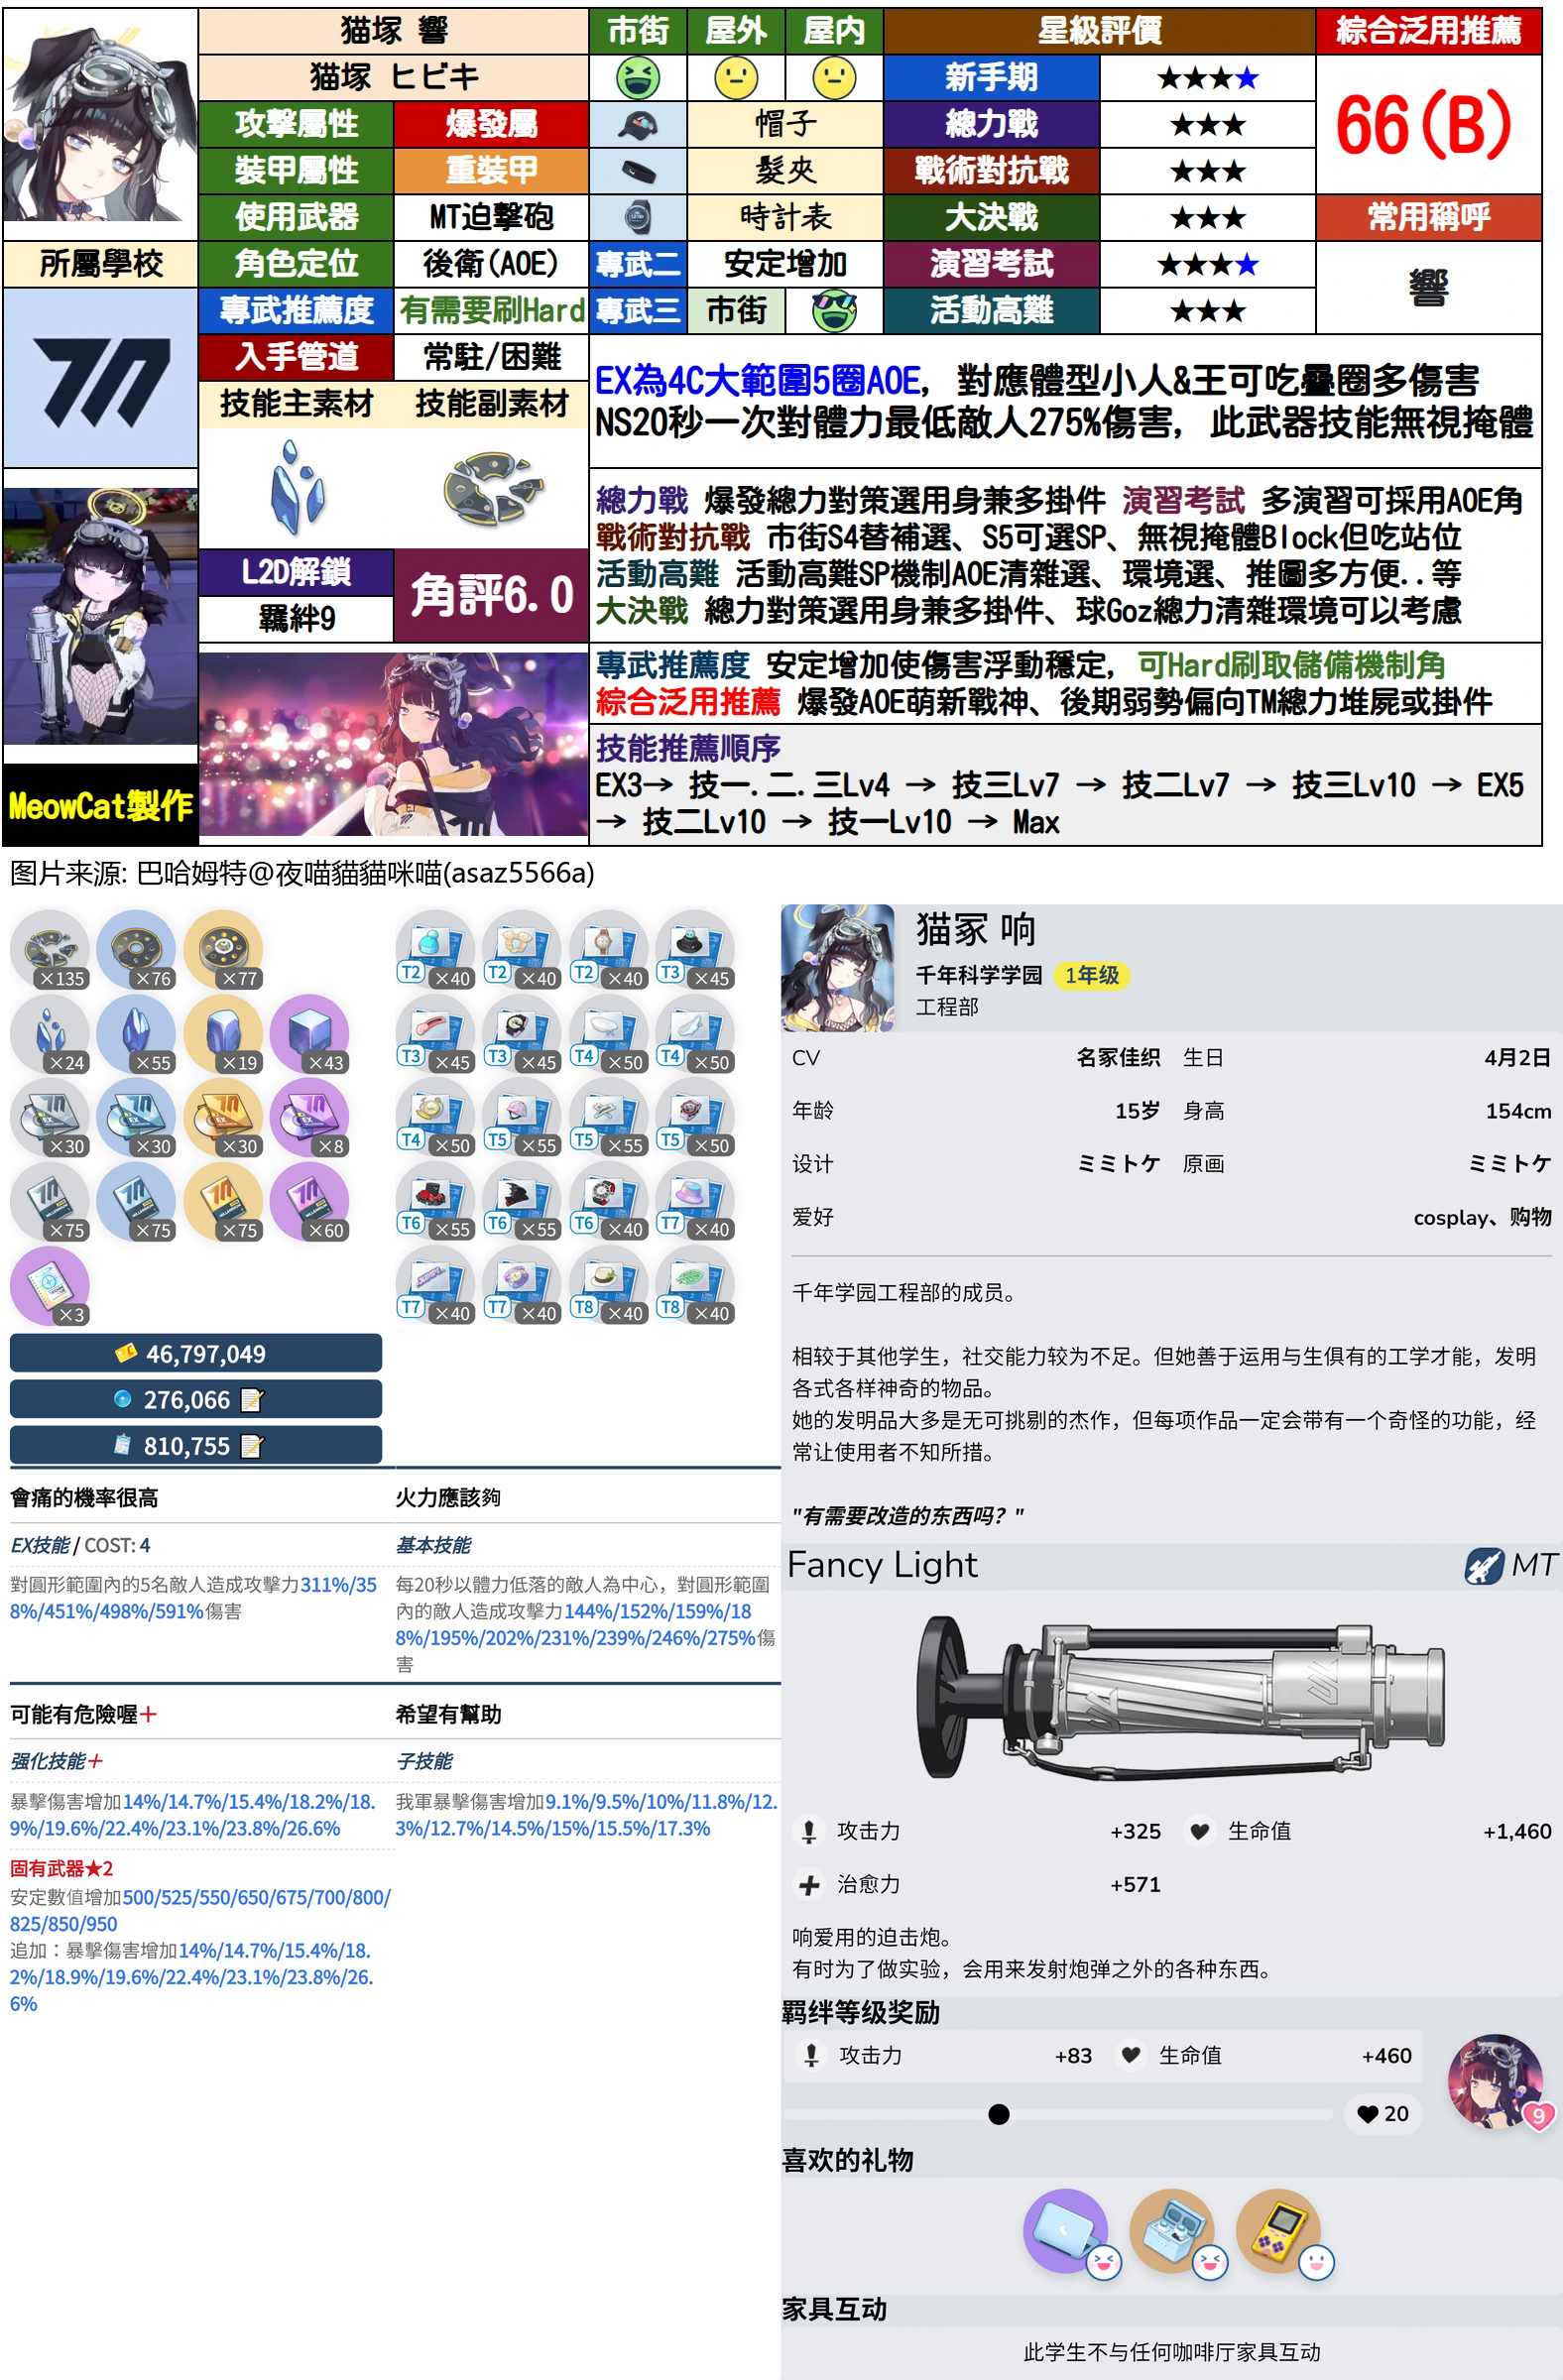 猫塚 響
市街 屋外 屋内
星級評價
綜合泛用推薦
猫塚 ヒビキ
新手期 ★★★★
66(B)
攻擊屬性 爆發屬
帽子
總力戰 ★★★
裝甲屬性 重裝甲
髮夾
戰術對抗戰 ★★★
使用武器 MT迫擊砲
時計表
大決戰 ★★★
常用稱呼
所屬學校
角色定位 後衛(AOE)
專武二 安定增加
演習考試 ★★★★
響
專武推薦度 有需要刷Hard
專武三 市街
活動高難 ★★★
入手管道 常駐/困難
技能主素材 技能副素材
EX為4C大範圍5圈AOE, 對應體型小人&王可吃疊圈多傷害
NS20秒一次對體力最低敵人275%傷害, 此武器技能無視掩體
L2D解鎖
羈絆9
角評6.0
總力戰 爆發總力對策選用身兼多掛件 演習考試 多演習可採用AOE角
戰術對抗戰 市街S4替補選、S5可選SP、無視掩體Block但吃站位
活動高難 活動高難SP機制AOE清雜選、環境選、推圖多方便..等
大決戰 總力對策選用身兼多掛件、球Goz總力清雜環境可以考慮
專武推薦度 安定增加使傷害浮動穩定, 可Hard刷取儲備機制角
綜合泛用推薦 爆發AOE萌新戰神、後期弱勢偏向TM總力堆屍或掛件
技能推薦順序
EX3→ 技一.二.三Lv4 → 技三Lv7 → 技二Lv7 → 技三Lv10 → EX5
→ 技二Lv10 → 技一Lv10 → Max
MeowCat製作
图片来源: 巴哈姆特@夜喵貓貓咪喵(asaz5566a)
×135 ×76 ×77
×24 ×55 ×19 ×43
×30 ×30 ×30 ×8
×75 ×75 ×75 ×60
×3
T2 ×40 T2 ×40 T2 ×40 T3 ×45
T3 ×45 T3 ×45 T4 ×50 T4 ×50
T4 ×50 T5 ×55 T5 ×55 T5 ×50
T6 ×55 T6 ×55 T6 ×40 T7 ×40
T7 ×40 T7 ×40 T8 ×40 T8 ×40
46,797,049
276,066
810,755
會痛的機率很高
EX技能 / COST: 4
對圓形範圍內的5名敵人造成攻擊力311%/35
8%/451%/498%/591%傷害
火力應該夠
基本技能
每20秒以體力低落的敵人為中心，對圓形範圍
內的敵人造成攻擊力144%/152%/159%/18
8%/195%/202%/231%/239%/246%/275%傷
害
可能有危險喔+
强化技能+
暴擊傷害增加14%/14.7%/15.4%/18.2%/18.
9%/19.6%/22.4%/23.1%/23.8%/26.6%
固有武器★2
安定數值增加500/525/550/650/675/700/800/
825/850/950
追加：暴擊傷害增加14%/14.7%/15.4%/18.
2%/18.9%/19.6%/22.4%/23.1%/23.8%/26.
6%
希望有幫助
子技能
我軍暴擊傷害增加9.1%/9.5%/10%/11.8%/12.
3%/12.7%/14.5%/15%/15.5%/17.3%
猫冢 响
千年科学学园 1年级
工程部
CV 名冢佳织 生日 4月2日
年龄 15岁 身高 154cm
设计 ミミトケ 原画 ミミトケ
爱好 cosplay、购物
千年学园工程部的成员。
相较于其他学生，社交能力较为不足。但她善于运用与生俱有的工学才能，发明
各式各样神奇的物品。
她的发明品大多是无可挑剔的杰作，但每项作品一定会带有一个奇怪的功能，经
常让使用者不知所措。
"有需要改造的东西吗？"
Fancy Light MT
攻击力 +325 生命值 +1,460
治愈力 +571
响爱用的迫击炮。
有时为了做实验，会用来发射炮弹之外的各种东西。
羁绊等级奖励
攻击力 +83 生命值 +460
20
9
喜欢的礼物
家具互动
此学生不与任何咖啡厅家具互动